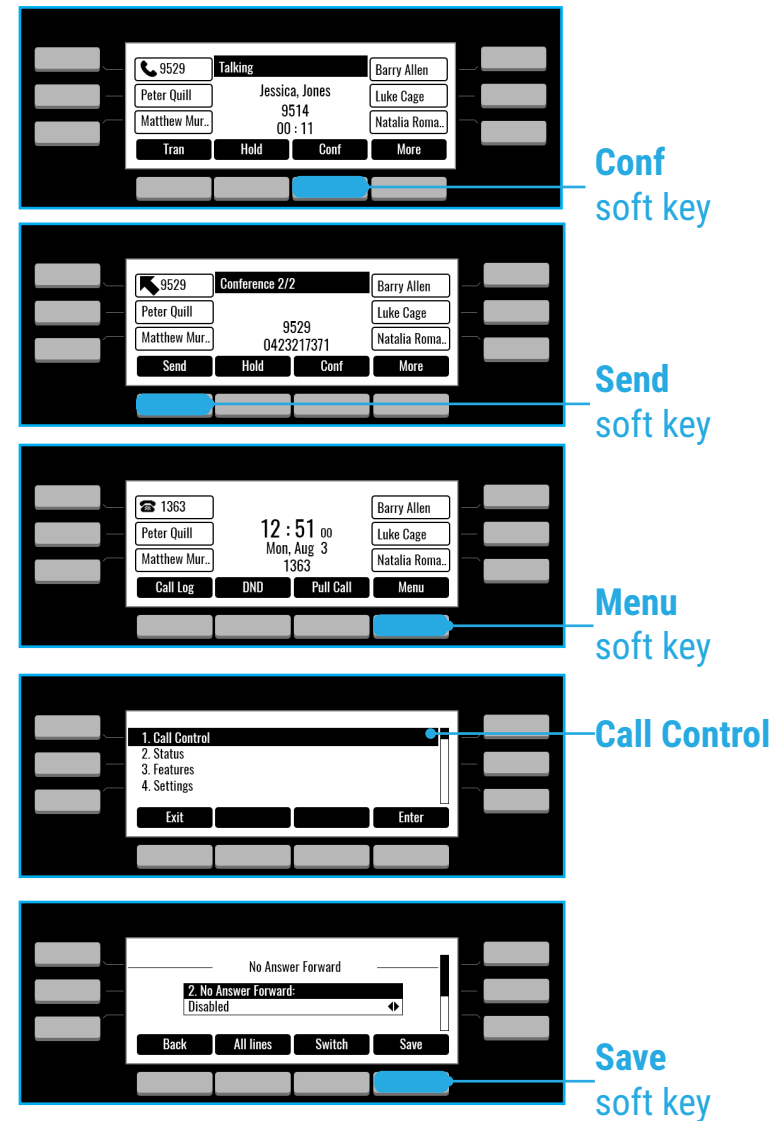 9529 Talking Barry Allen
Peter Quill Jessica, Jones Luke Cage
9514
Matthew Mur.. 00 : 11 Natalia Roma..
Tran Hold Conf More
Conf
soft key
9529 Conference 2/2 Barry Allen
Peter Quill Luke Cage
9529
Matthew Mur.. 0423217371 Natalia Roma..
Send Hold Conf More
Send
soft key
1363 Barry Allen
Peter Quill 12 : 51 00 Luke Cage
Mon, Aug 3
Matthew Mur.. 1363 Natalia Roma..
Call Log DND Pull Call Menu
Menu
soft key
1. Call Control
Call Control
2. Status
3. Features
4. Settings
Exit Enter
No Answer Forward
2. No Answer Forward:
Disabled
Back All lines Switch Save
Save
soft key